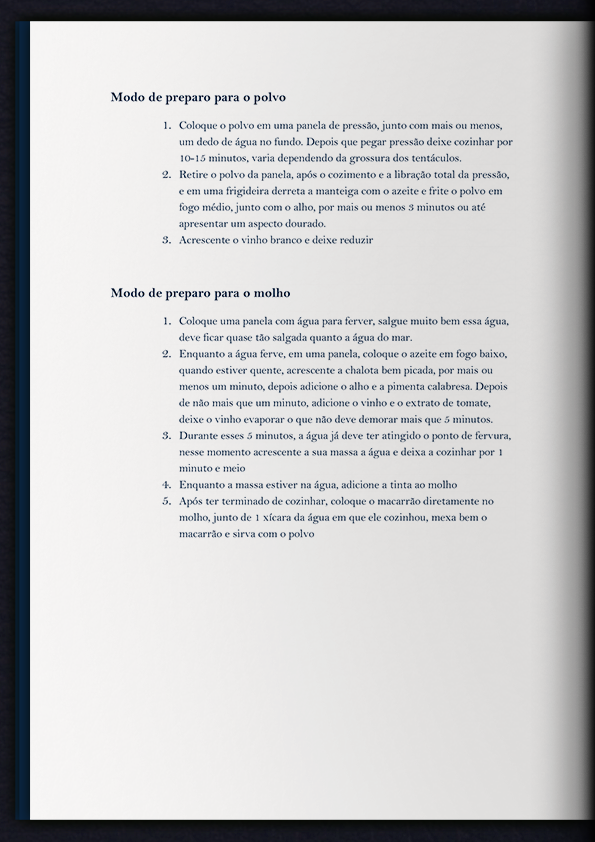 Modo de preparo para o polvo
1. Coloque o polvo em uma panela de pressão, junto com mais ou menos,
um dedo de água no fundo. Depois que pegar pressão deixe cozinhar por
10-15 minutos, varia dependendo da grossura dos tentáculos.
2. Retire o polvo da panela, após o cozimento e a libração total da pressão,
e em uma frigideira derreta a manteiga com o azeite e frite o polvo em
fogo médio, junto com o alho, por mais ou menos 3 minutos ou até
apresentar um aspecto dourado.
3. Acrescente o vinho branco e deixe reduzir
Modo de preparo para o molho
1. Coloque uma panela com água para ferver, salgue muito bem essa água,
deve ficar quase tão salgada quanto a água do mar.
2. Enquanto a água ferve, em uma panela, coloque o azeite em fogo baixo,
quando estiver quente, acrescente a chalota bem picada, por mais ou
menos um minuto, depois adicione o alho e a pimenta calabresa. Depois
de não mais que um minuto, adicione o vinho e o extrato de tomate,
deixe o vinho evaporar o que não deve demorar mais que 5 minutos.
3. Durante esses 5 minutos, a água já deve ter atingido o ponto de fervura,
nesse momento acrescente a sua massa a água e deixa a cozinhar por 1
minuto e meio
4. Enquanto a massa estiver na água, adicione a tinta ao molho
5. Após ter terminado de cozinhar, coloque o macarrão diretamente no
molho, junto de 1 xícara da água em que ele cozinhou, mexa bem o
macarrão e sirva com o polvo